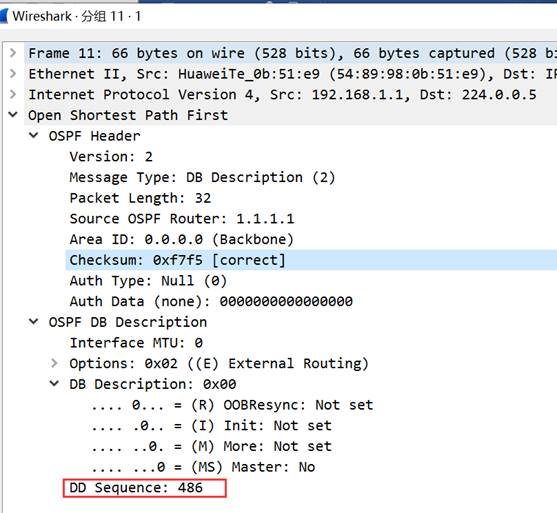 Wireshark · 分组 11 · 1
Frame 11: 66 bytes on wire (528 bits), 66 bytes captured (528 bi
Ethernet II, Src: HuaweiTe_0b:51:e9 (54:89:98:0b:51:e9), Dst: IP
Internet Protocol Version 4, Src: 192.168.1.1, Dst: 224.0.0.5
Open Shortest Path First
OSPF Header
Version: 2
Message Type: DB Description (2)
Packet Length: 32
Source OSPF Router: 1.1.1.1
Area ID: 0.0.0.0 (Backbone)
Checksum: 0xf7f5 [correct]
Auth Type: Null (0)
Auth Data (none): 0000000000000000
OSPF DB Description
Interface MTU: 0
Options: 0x02 ((E) External Routing)
DB Description: 0x00
.... 0... = (R) OOBResync: Not set
.... .0.. = (I) Init: Not set
.... ..0. = (M) More: Not set
.... ...0 = (MS) Master: No
DD Sequence: 486